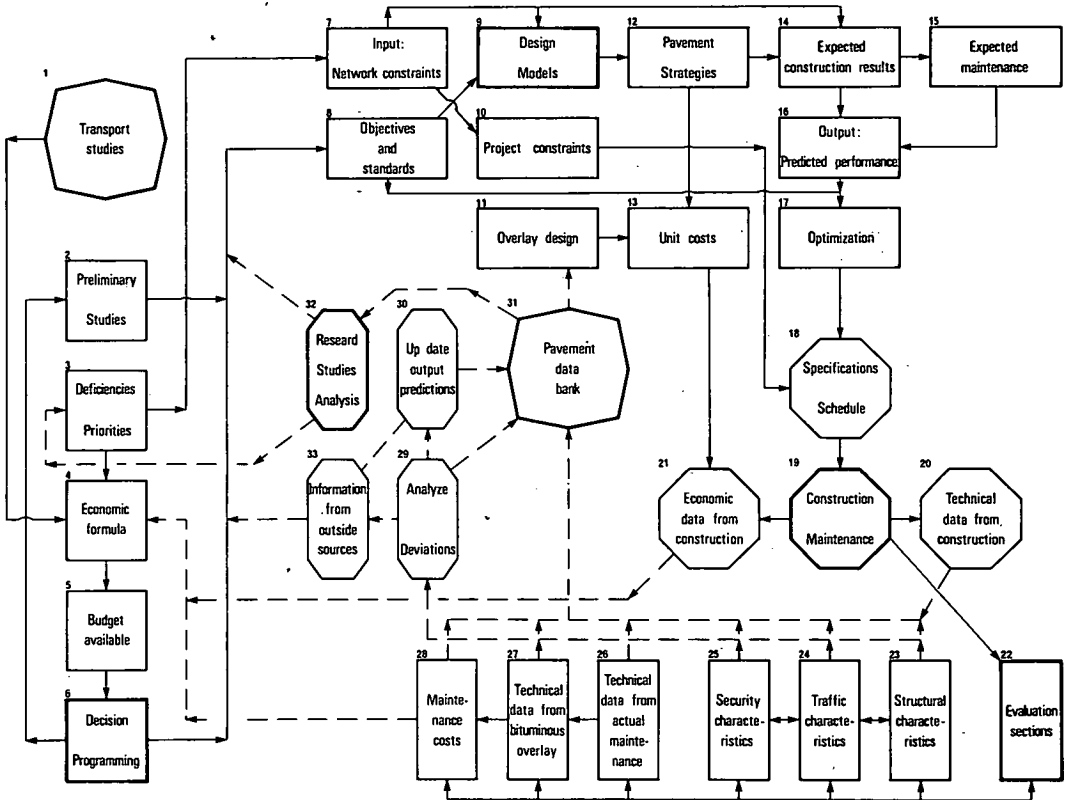 1
Transport
studies
2
Preliminary
Studies
3
Deficiencies
Priorities
4
Economic
formula
5
Budget
available
6
Decision
Programming
7
Input:
Network constraints
8
Objectives
and
standards
9
Design
Models
10
Project constraints
11
Overlay design
12
Pavement
Strategies
13
Unit costs
14
Expected
construction results
15
Expected
maintenance
16
Output:
Predicted performance
17
Optimization
18
Specifications
Schedule
19
Construction
Maintenance
20
Technical
data from
construction
21
Economic
data from
construction
22
Evaluation
sections
23
Structural
characte-
ristics
24
Traffic
characte-
ristics
25
Security
characte-
ristics
26
Technical
data from
actual
mainte-
nance
27
Technical
data from
bituminous
overlay
28
Mainte-
nance
costs
29
Analyze
Deviations
30
Up date
output
predictions
31
Pavement
data
bank
32
Researd
Studies
Analysis
33
Information
from
outside
sources